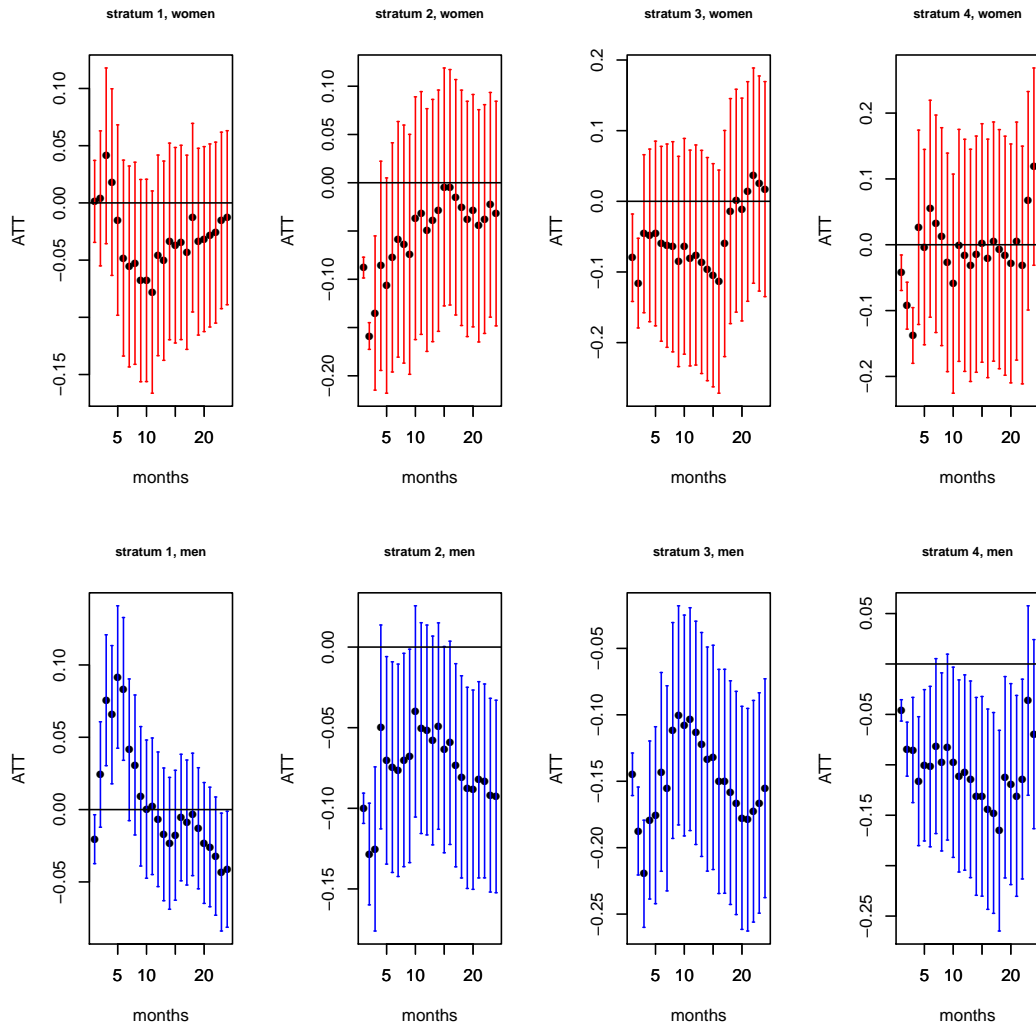 stratum 1, women
stratum 2, women
stratum 3, women
stratum 4, women
ATT
0.10
0.05
0.00
−0.05
−0.15
5
10
20
months
ATT
0.10
0.05
0.00
−0.10
−0.20
5
10
20
months
ATT
0.2
0.1
0.0
−0.1
−0.2
5
10
20
months
ATT
0.2
0.1
0.0
−0.1
−0.2
5
10
20
months
stratum 1, men
stratum 2, men
stratum 3, men
stratum 4, men
ATT
0.10
0.05
0.00
−0.05
5
10
20
months
ATT
0.00
−0.05
−0.10
−0.15
5
10
20
months
ATT
−0.05
−0.10
−0.15
−0.20
−0.25
5
10
20
months
ATT
0.05
−0.05
−0.15
−0.25
5
10
20
months